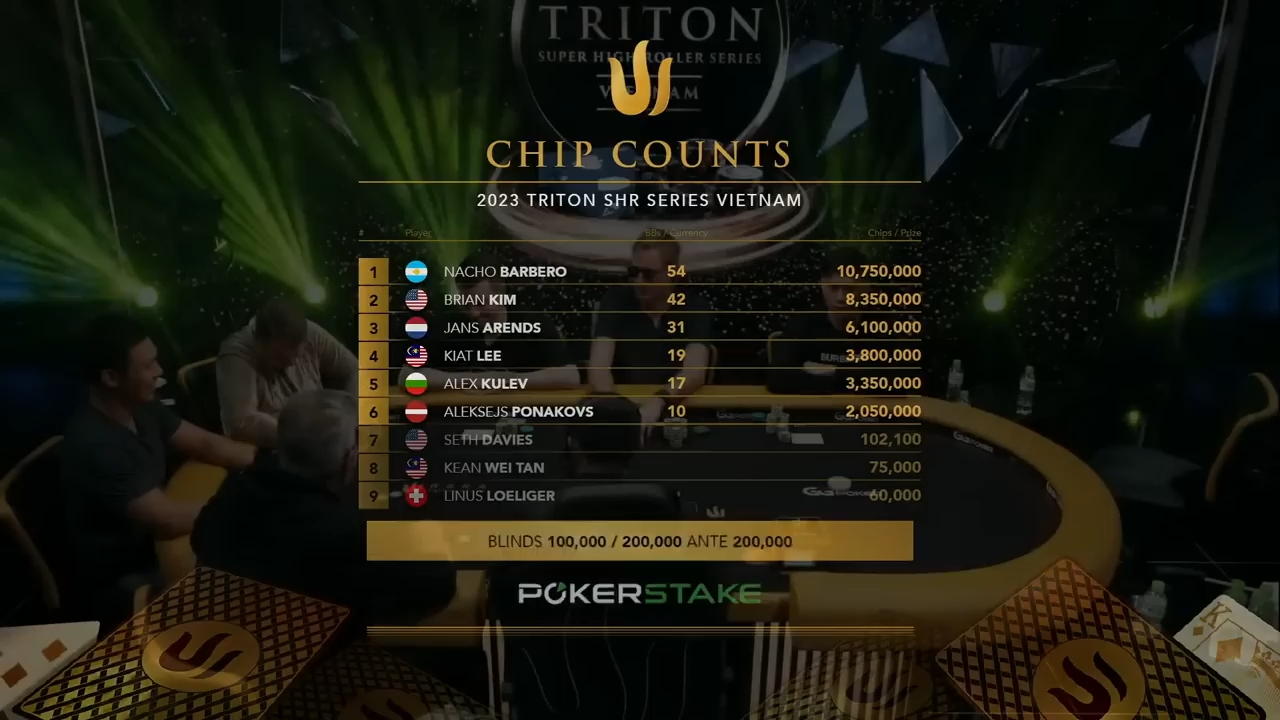 TRITON
SUPER HIGH ROLLER SERIES
VIETNAM
CHIP COUNTS
2023 TRITON SHR SERIES VIETNAM
# Player BBs / Currency Chips / Prize
1 NACHO BARBERO 54 10,750,000
2 BRIAN KIM 42 8,350,000
3 JANS ARENDS 31 6,100,000
4 KIAT LEE 19 3,800,000
5 ALEX KULEV 17 3,350,000
6 ALEKSEJS PONAKOVS 10 2,050,000
7 SETH DAVIES 102,100
8 KEAN WEI TAN 75,000
9 LINUS LOELIGER 60,000
BLINDS 100,000 / 200,000 ANTE 200,000
POKERSTAKE
K